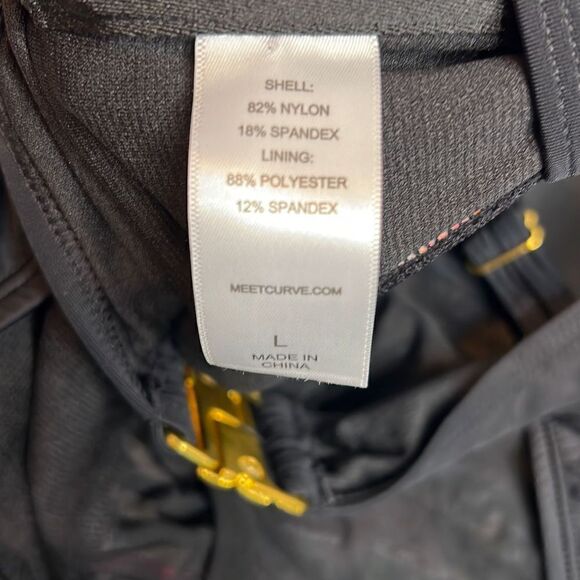 SHELL:
82% NYLON
18% SPANDEX
LINING:
88% POLYESTER
12% SPANDEX
MEETCURVE.COM
L
MADE IN
CHINA